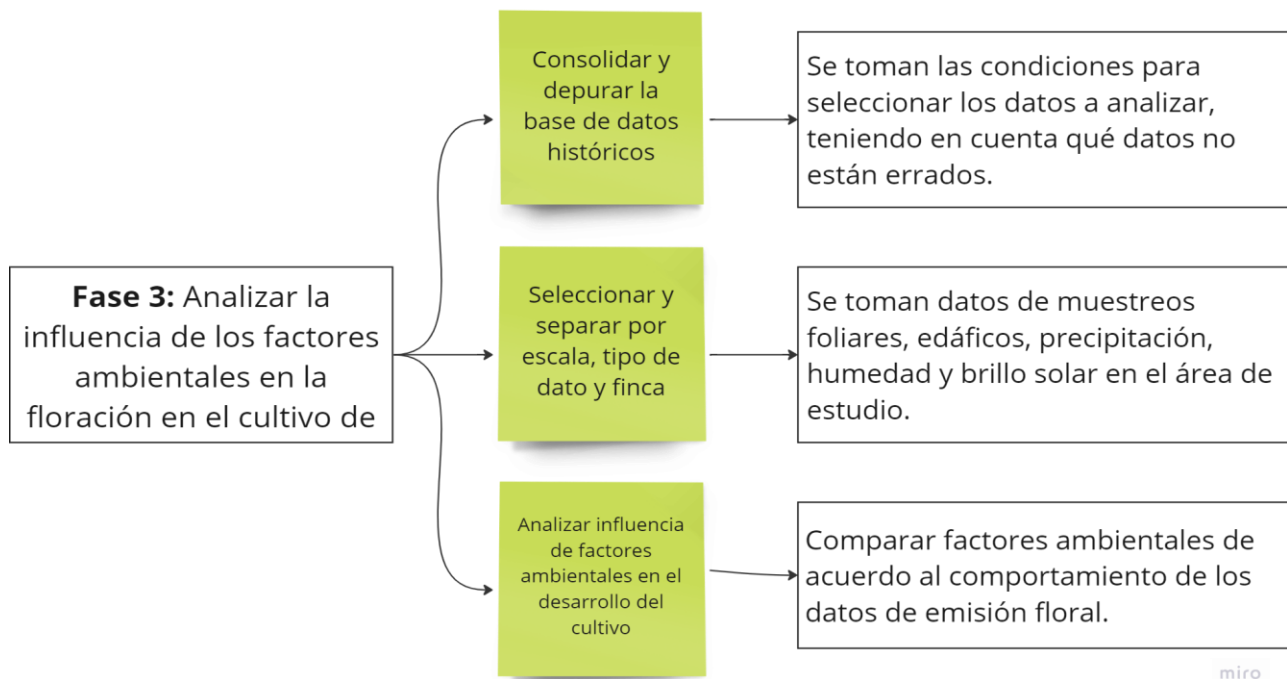 Fase 3: Analizar la
influencia de los factores
ambientales en la
floración en el cultivo de
Consolidar y
depurar la
base de datos
históricos
Se toman las condiciones para
seleccionar los datos a analizar,
teniendo en cuenta qué datos no
están errados.
Seleccionar y
separar por
escala, tipo de
dato y finca
Se toman datos de muestreos
foliares, edáficos, precipitación,
humedad y brillo solar en el área de
estudio.
Analizar influencia
de factores
ambientales en el
desarrollo del
cultivo
Comparar factores ambientales de
acuerdo al comportamiento de los
datos de emisión floral.
miro